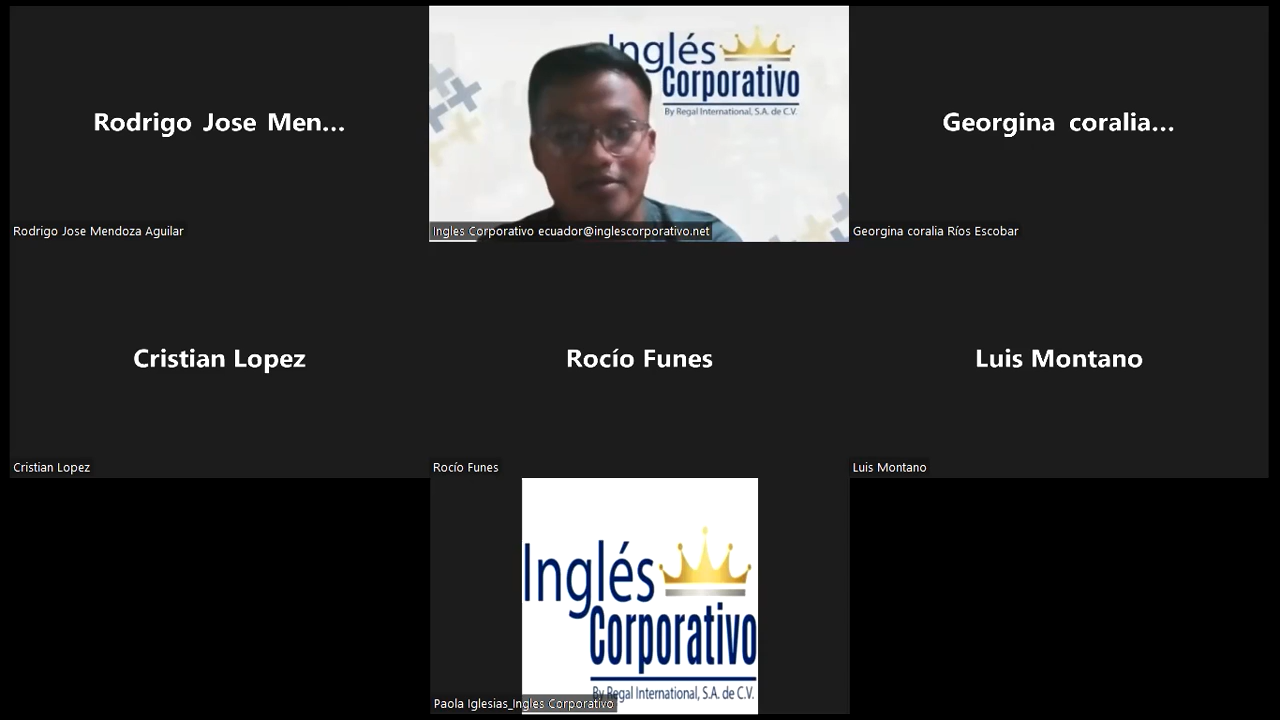 Rodrigo Jose Men...
Rodrigo Jose Mendoza Aguilar
Inglés
Corporativo
By Regal International, S.A. de C.V.
Ingles Corporativo ecuador@inglescorporativo.net
Georgina coralia...
Georgina coralia Ríos Escobar
Cristian Lopez
Cristian Lopez
Rocío Funes
Rocío Funes
Luis Montano
Luis Montano
Inglés
Corporativo
By Regal International, S.A. de C.V.
Paola Iglesias_Ingles Corporativo